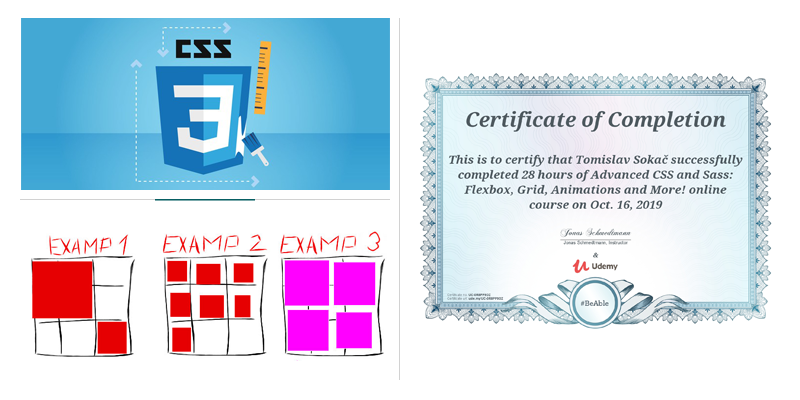 CSS
3
EXAMP 1
EXAMP 2
EXAMP 3
Certificate of Completion
This is to certify that Tomislav Sokač successfully
completed 28 hours of Advanced CSS and Sass:
Flexbox, Grid, Animations and More! online
course on Oct. 16, 2019
Jonas Schmedtmann
Jonas Schmedtmann, Instructor
&
Udemy
#BeAble